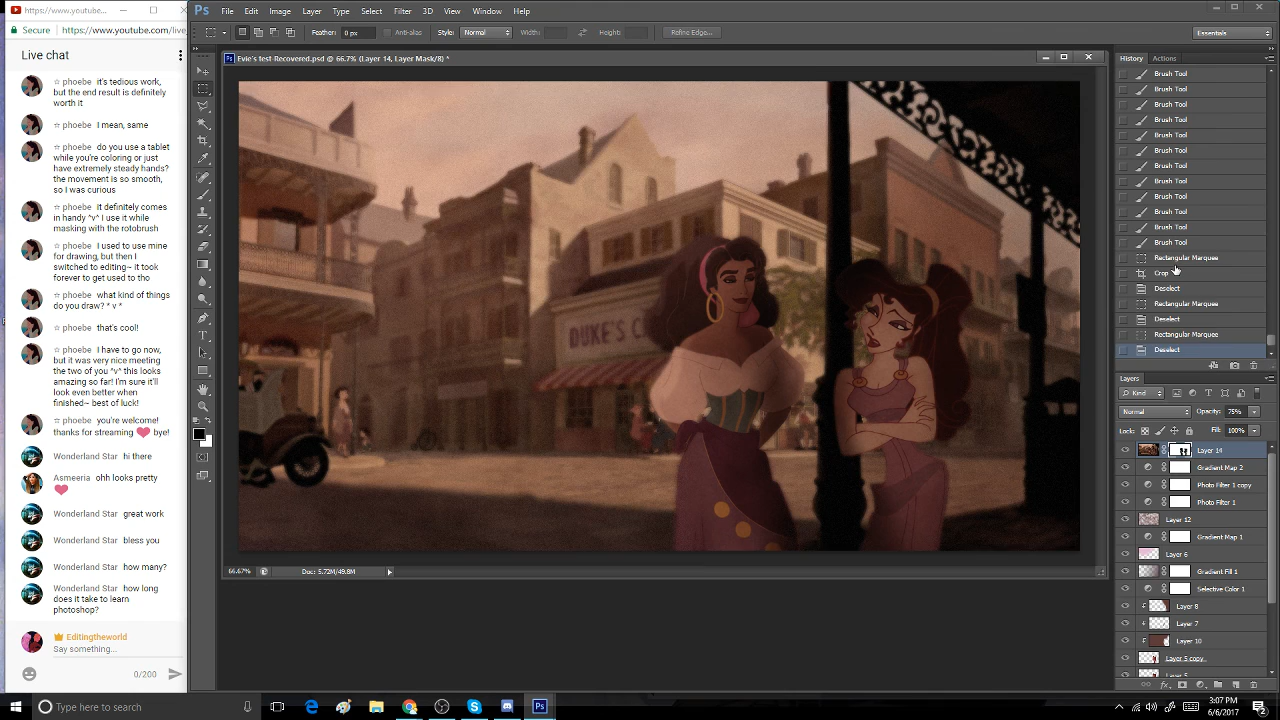 https://www.youtube...
Secure
https://www.youtube.com/live_
Live chat
☆ phoebe it's tedious work,
but the end result is definitely
worth it
☆ phoebe I mean, same
☆ phoebe do you use a tablet
while you're coloring or just
have extremely steady hands?
the movement is so smooth,
so I was curious
☆ phoebe It definitely comes
in handy ^v^ I use it while
masking with the rotobrush
☆ phoebe I used to use mine
for drawing, but then I
switched to editing~ It took
forever to get used to tho
☆ phoebe what kind of things
do you draw? * v *
☆ phoebe that's cool!
☆ phoebe I have to go now,
but it was very nice meeting
the two of you ^v^ this looks
amazing so far! I'm sure it'll
look even better when
finished~ best of luck!
☆ phoebe you're welcome!
thanks for streaming ❤ bye!
Wonderland Star hi there
Asmeeria ohh looks pretty
❤
Wonderland Star great work
Wonderland Star bless you
Wonderland Star how many?
Wonderland Star how long
does it take to learn
photoshop?
Editingtheworld
Say something...
0/200
Ps File Edit Image Layer Type Select Filter 3D View Window Help
Feather: 0 px Anti-alias Style: Normal Width: Height: Refine Edge... Essentials
Ps Evie's test-Recovered.psd @ 66.7% (Layer 14, Layer Mask/8) *
DUKE'S C
66.67% Doc: 5.72M/49.8M
History Actions
Brush Tool
Brush Tool
Brush Tool
Brush Tool
Brush Tool
Brush Tool
Brush Tool
Brush Tool
Brush Tool
Brush Tool
Brush Tool
Brush Tool
Rectangular Marquee
Crop
Deselect
Rectangular Marquee
Deselect
Rectangular Marquee
Deselect
Layers
Kind
Normal Opacity: 75%
Lock: Fill: 100%
Layer 14
Gradient Map 2
Photo Filter 1 copy
Photo Filter 1
Layer 12
Gradient Map 1
Layer 6
Gradient Fill 1
Selective Color 1
Layer 8
Layer 7
Layer 10
Layer 5 copy
Type here to search
Ps
3:07 PM
6/6/2017